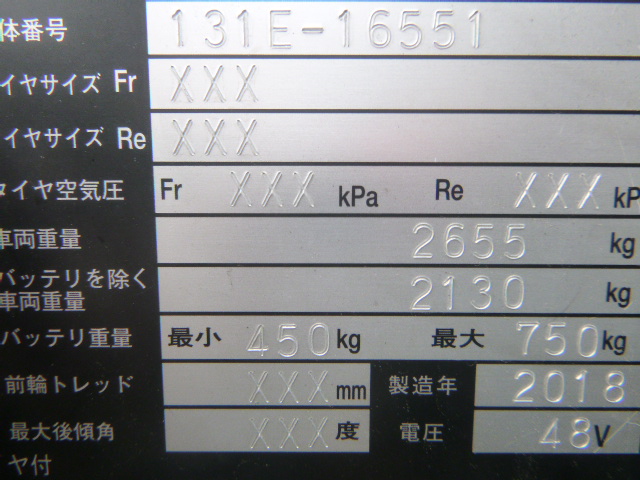 体番号 131E-16551
イヤサイズ Fr XXX
イヤサイズ Re XXX
タイヤ空気圧 Fr XXX kPa Re XXX kP
車両重量 2655 kg
バッテリを除く
車両重量 2130 kg
バッテリ重量 最小 450kg 最大 750kg
前輪トレッド XXX mm 製造年 2018
最大後傾角 XXX 度 電圧 48V
ヤ付